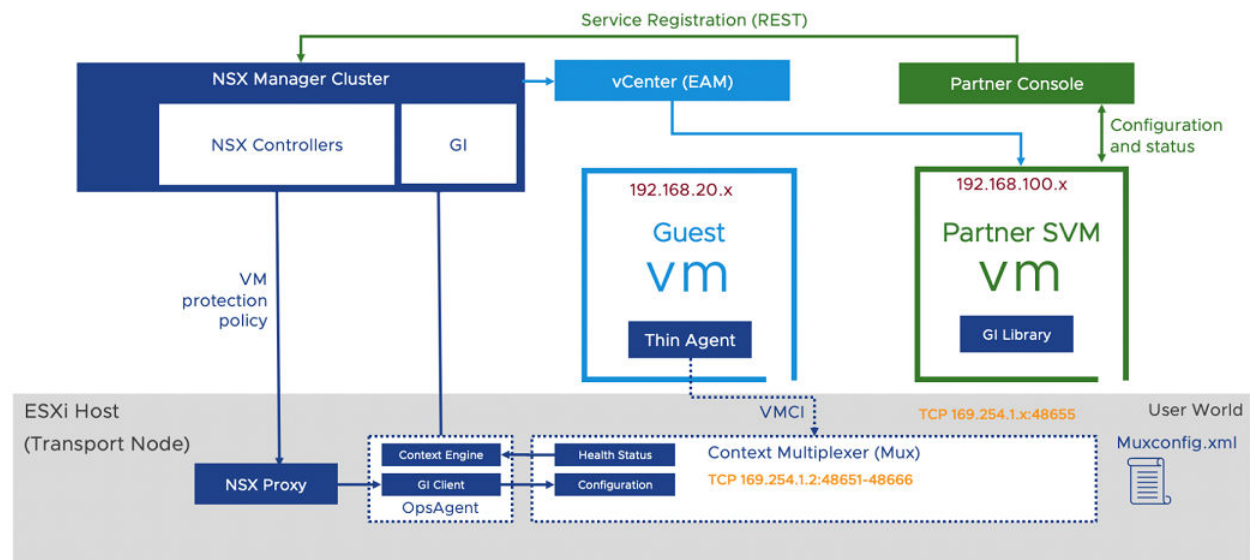 Service Registration (REST)
NSX Manager Cluster
vCenter (EAM)
Partner Console
NSX Controllers
GI
Configuration
and status
192.168.20.x
192.168.100.x
Guest
vm
Partner SVM
vm
VM
protection
policy
Thin Agent
GI Library
ESXi Host
(Transport Node)
VMCI
TCP 169.254.1.x:48655
User World
Muxconfig.xml
Context Engine
Health Status
Context Multiplexer (Mux)
NSX Proxy
GI Client
Configuration
TCP 169.254.1.2:48651-48666
OpsAgent